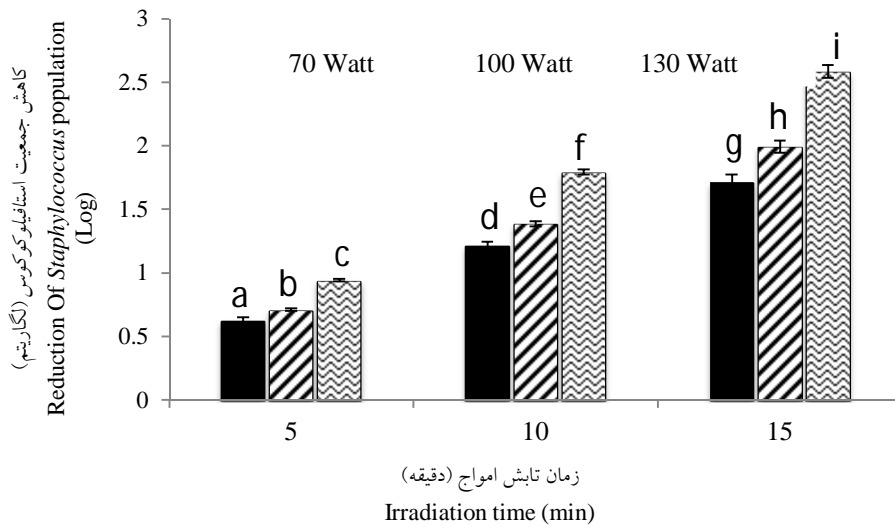 3
2.5
2
1.5
1
0.5
0
70 Watt 100 Watt 130 Watt
a b c d e f g h i
5 10 15
کاهش جمعیت استافیلوکوکوس (لگاریتم)
Reduction Of Staphylococcus population
(Log)
زمان تابش امواج (دقیقه)
Irradiation time (min)